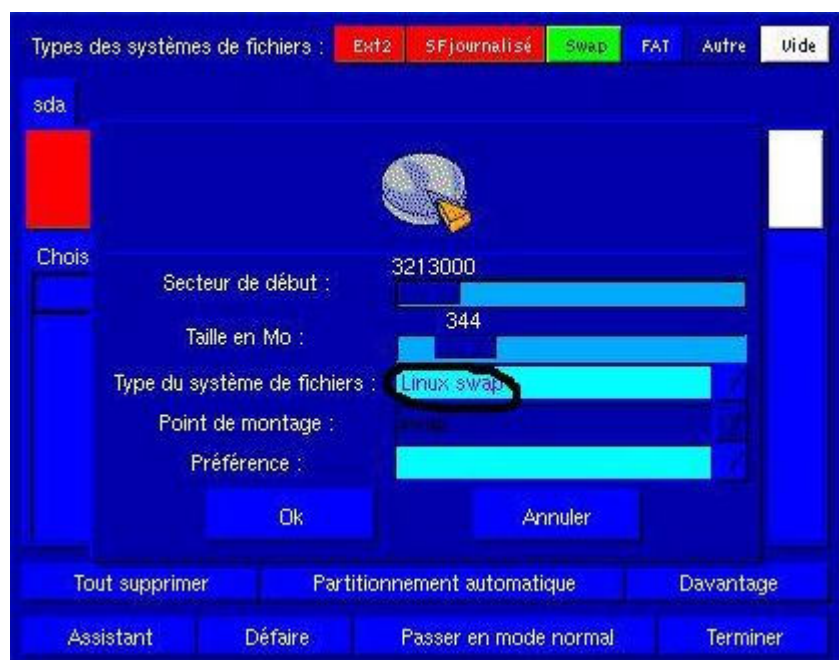 Types des systèmes de fichiers : Ext2 SFjournalisé Swap FAT Autre Vide
sda
Chois
Secteur de début : 3213000
Taille en Mo : 344
Type du système de fichiers : Linux swap
Point de montage :
Préférence :
Ok Annuler
Tout supprimer Partitionnement automatique Davantage
Assistant Défaire Passer en mode normal Terminer